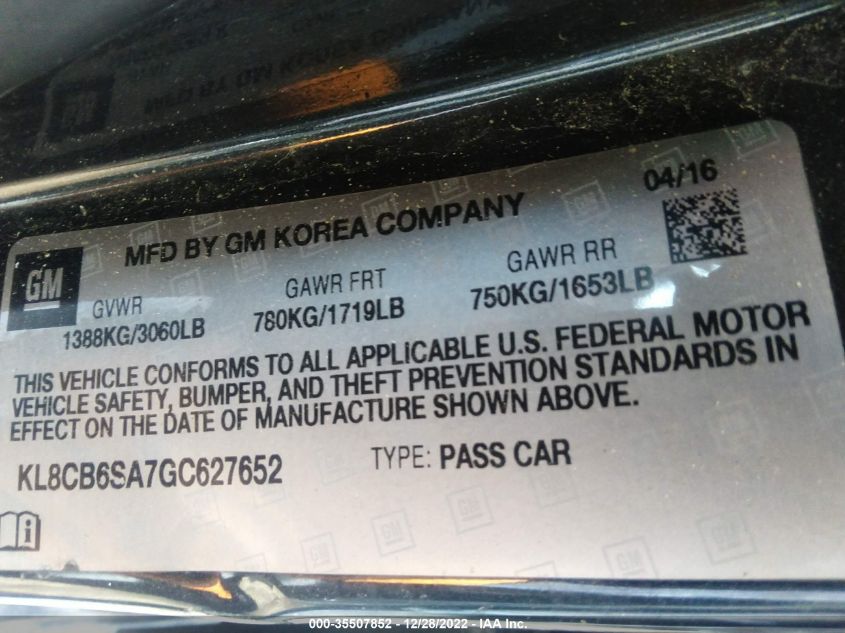 04/16
MFD BY GM KOREA COMPANY
GM
GVWR
1388KG/3060LB
GAWR FRT
780KG/1719LB
GAWR RR
750KG/1653LB
THIS VEHICLE CONFORMS TO ALL APPLICABLE U.S. FEDERAL MOTOR
VEHICLE SAFETY, BUMPER, AND THEFT PREVENTION STANDARDS IN
EFFECT ON THE DATE OF MANUFACTURE SHOWN ABOVE.
KL8CB6SA7GC627652
TYPE: PASS CAR
000-35507852 - 12/28/2022 - IAA Inc.